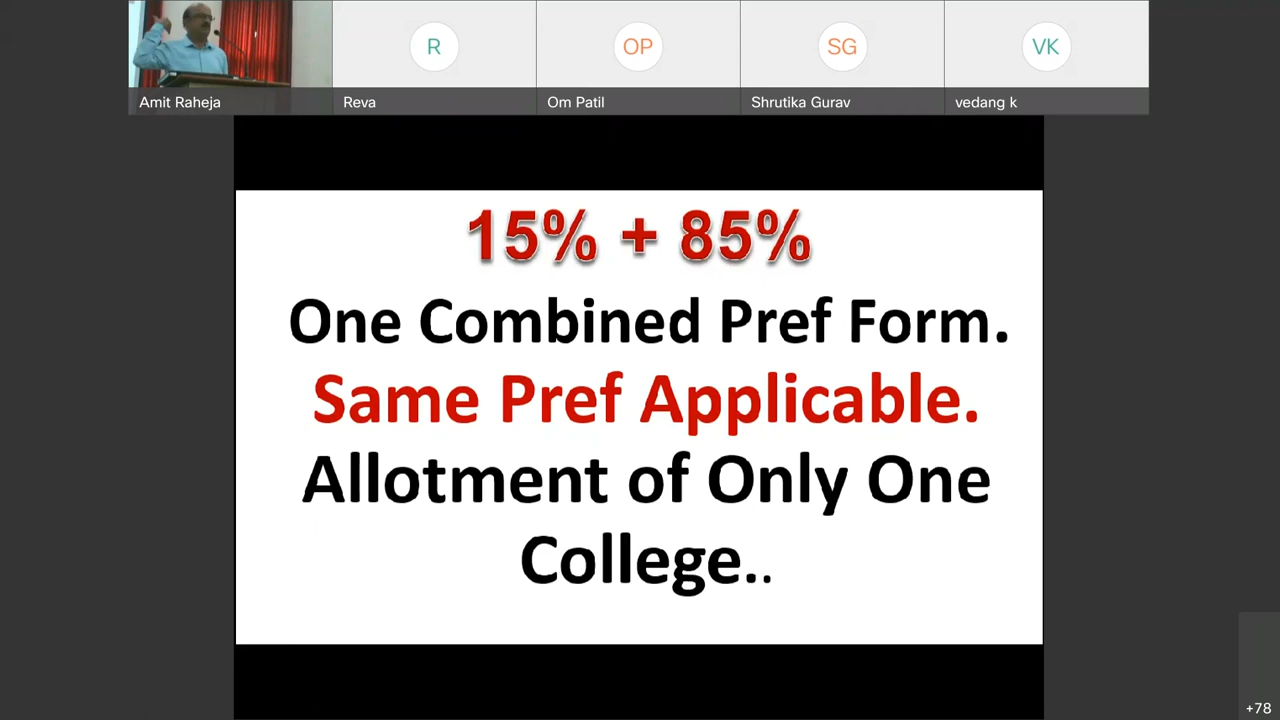 R
OP
SG
VK
Amit Raheja
Reva
Om Patil
Shrutika Gurav
vedang k
15% + 85%
One Combined Pref Form.
Same Pref Applicable.
Allotment of Only One
College..
+78